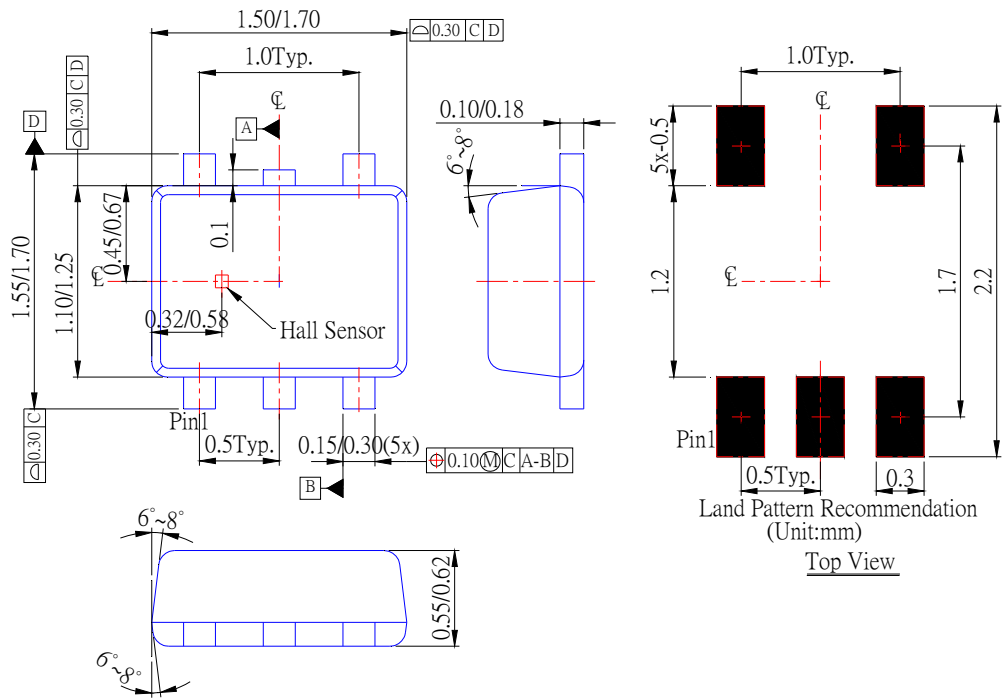 1.50/1.70
⌓ 0.30 C D
1.0Typ.
℄
A
⌓ 0.30 C D
D
1.55/1.70
1.10/1.25
0.45/0.67
0.1
℄
0.32/0.58
Hall Sensor
Pin1
⌓ 0.30 C
0.5Typ.
0.15/0.30(5x)
⌖ 0.10 Ⓜ C A-B D
B
0.10/0.18
6°~8°
1.0Typ.
℄
5x-0.5
1.2
℄
1.7
2.2
Pin1
0.5Typ.
0.3
Land Pattern Recommendation
(Unit:mm)
Top View
6°~8°
0.55/0.62
6°~8°